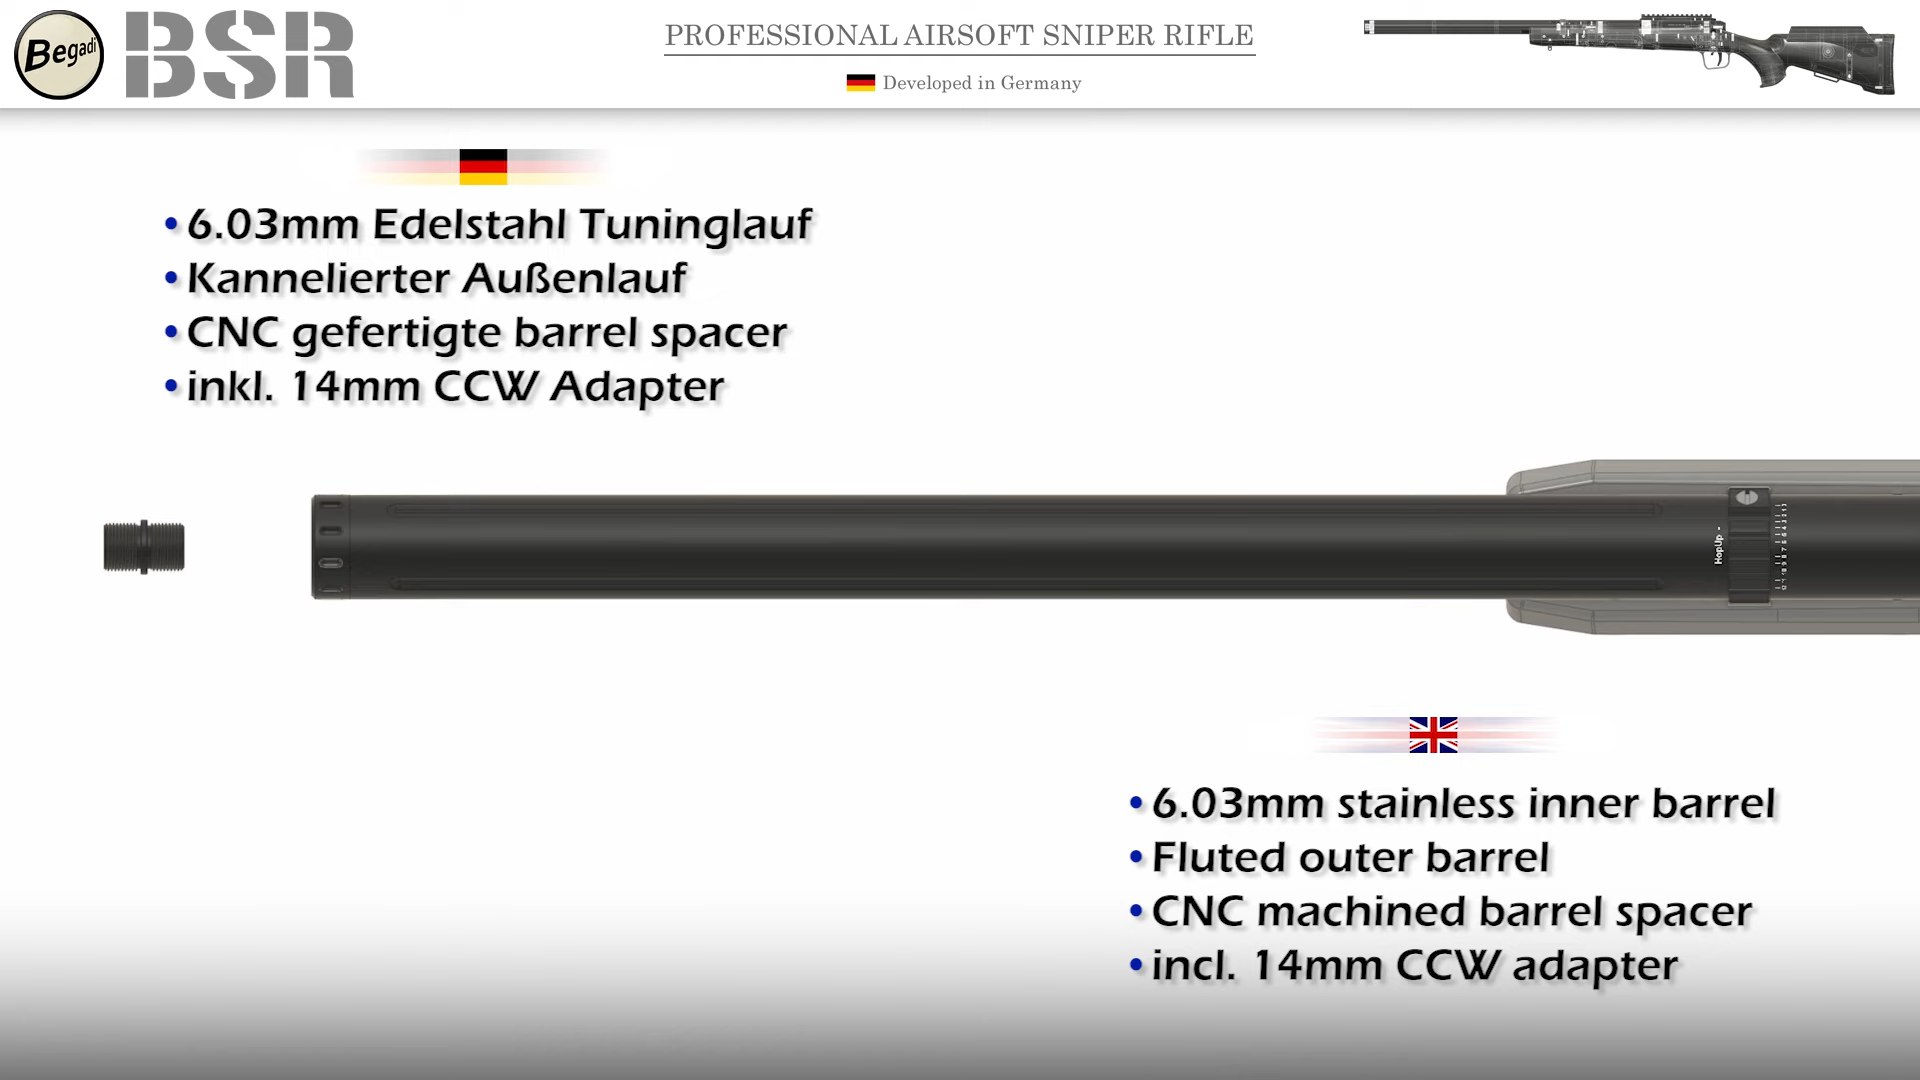 Begadi
BSR
PROFESSIONAL AIRSOFT SNIPER RIFLE
Developed in Germany
• 6.03mm Edelstahl Tuninglauf
• Kannelierter Außenlauf
• CNC gefertigte barrel spacer
• inkl. 14mm CCW Adapter
HopUp -
• 6.03mm stainless inner barrel
• Fluted outer barrel
• CNC machined barrel spacer
• incl. 14mm CCW adapter